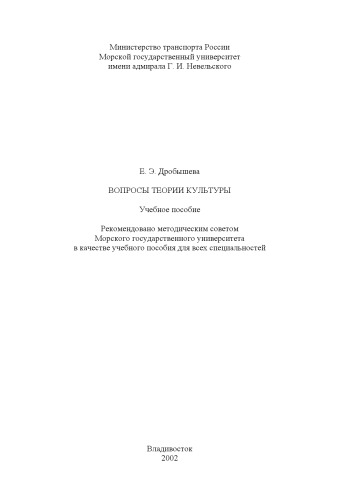 Министерство транспорта России
Морской государственный университет
имени адмирала Г. И. Невельского
Е. Э. Дробышева
ВОПРОСЫ ТЕОРИИ КУЛЬТУРЫ
Учебное пособие
Рекомендовано методическим советом
Морского государственного университета
в качестве учебного пособия для всех специальностей
Владивосток
2002